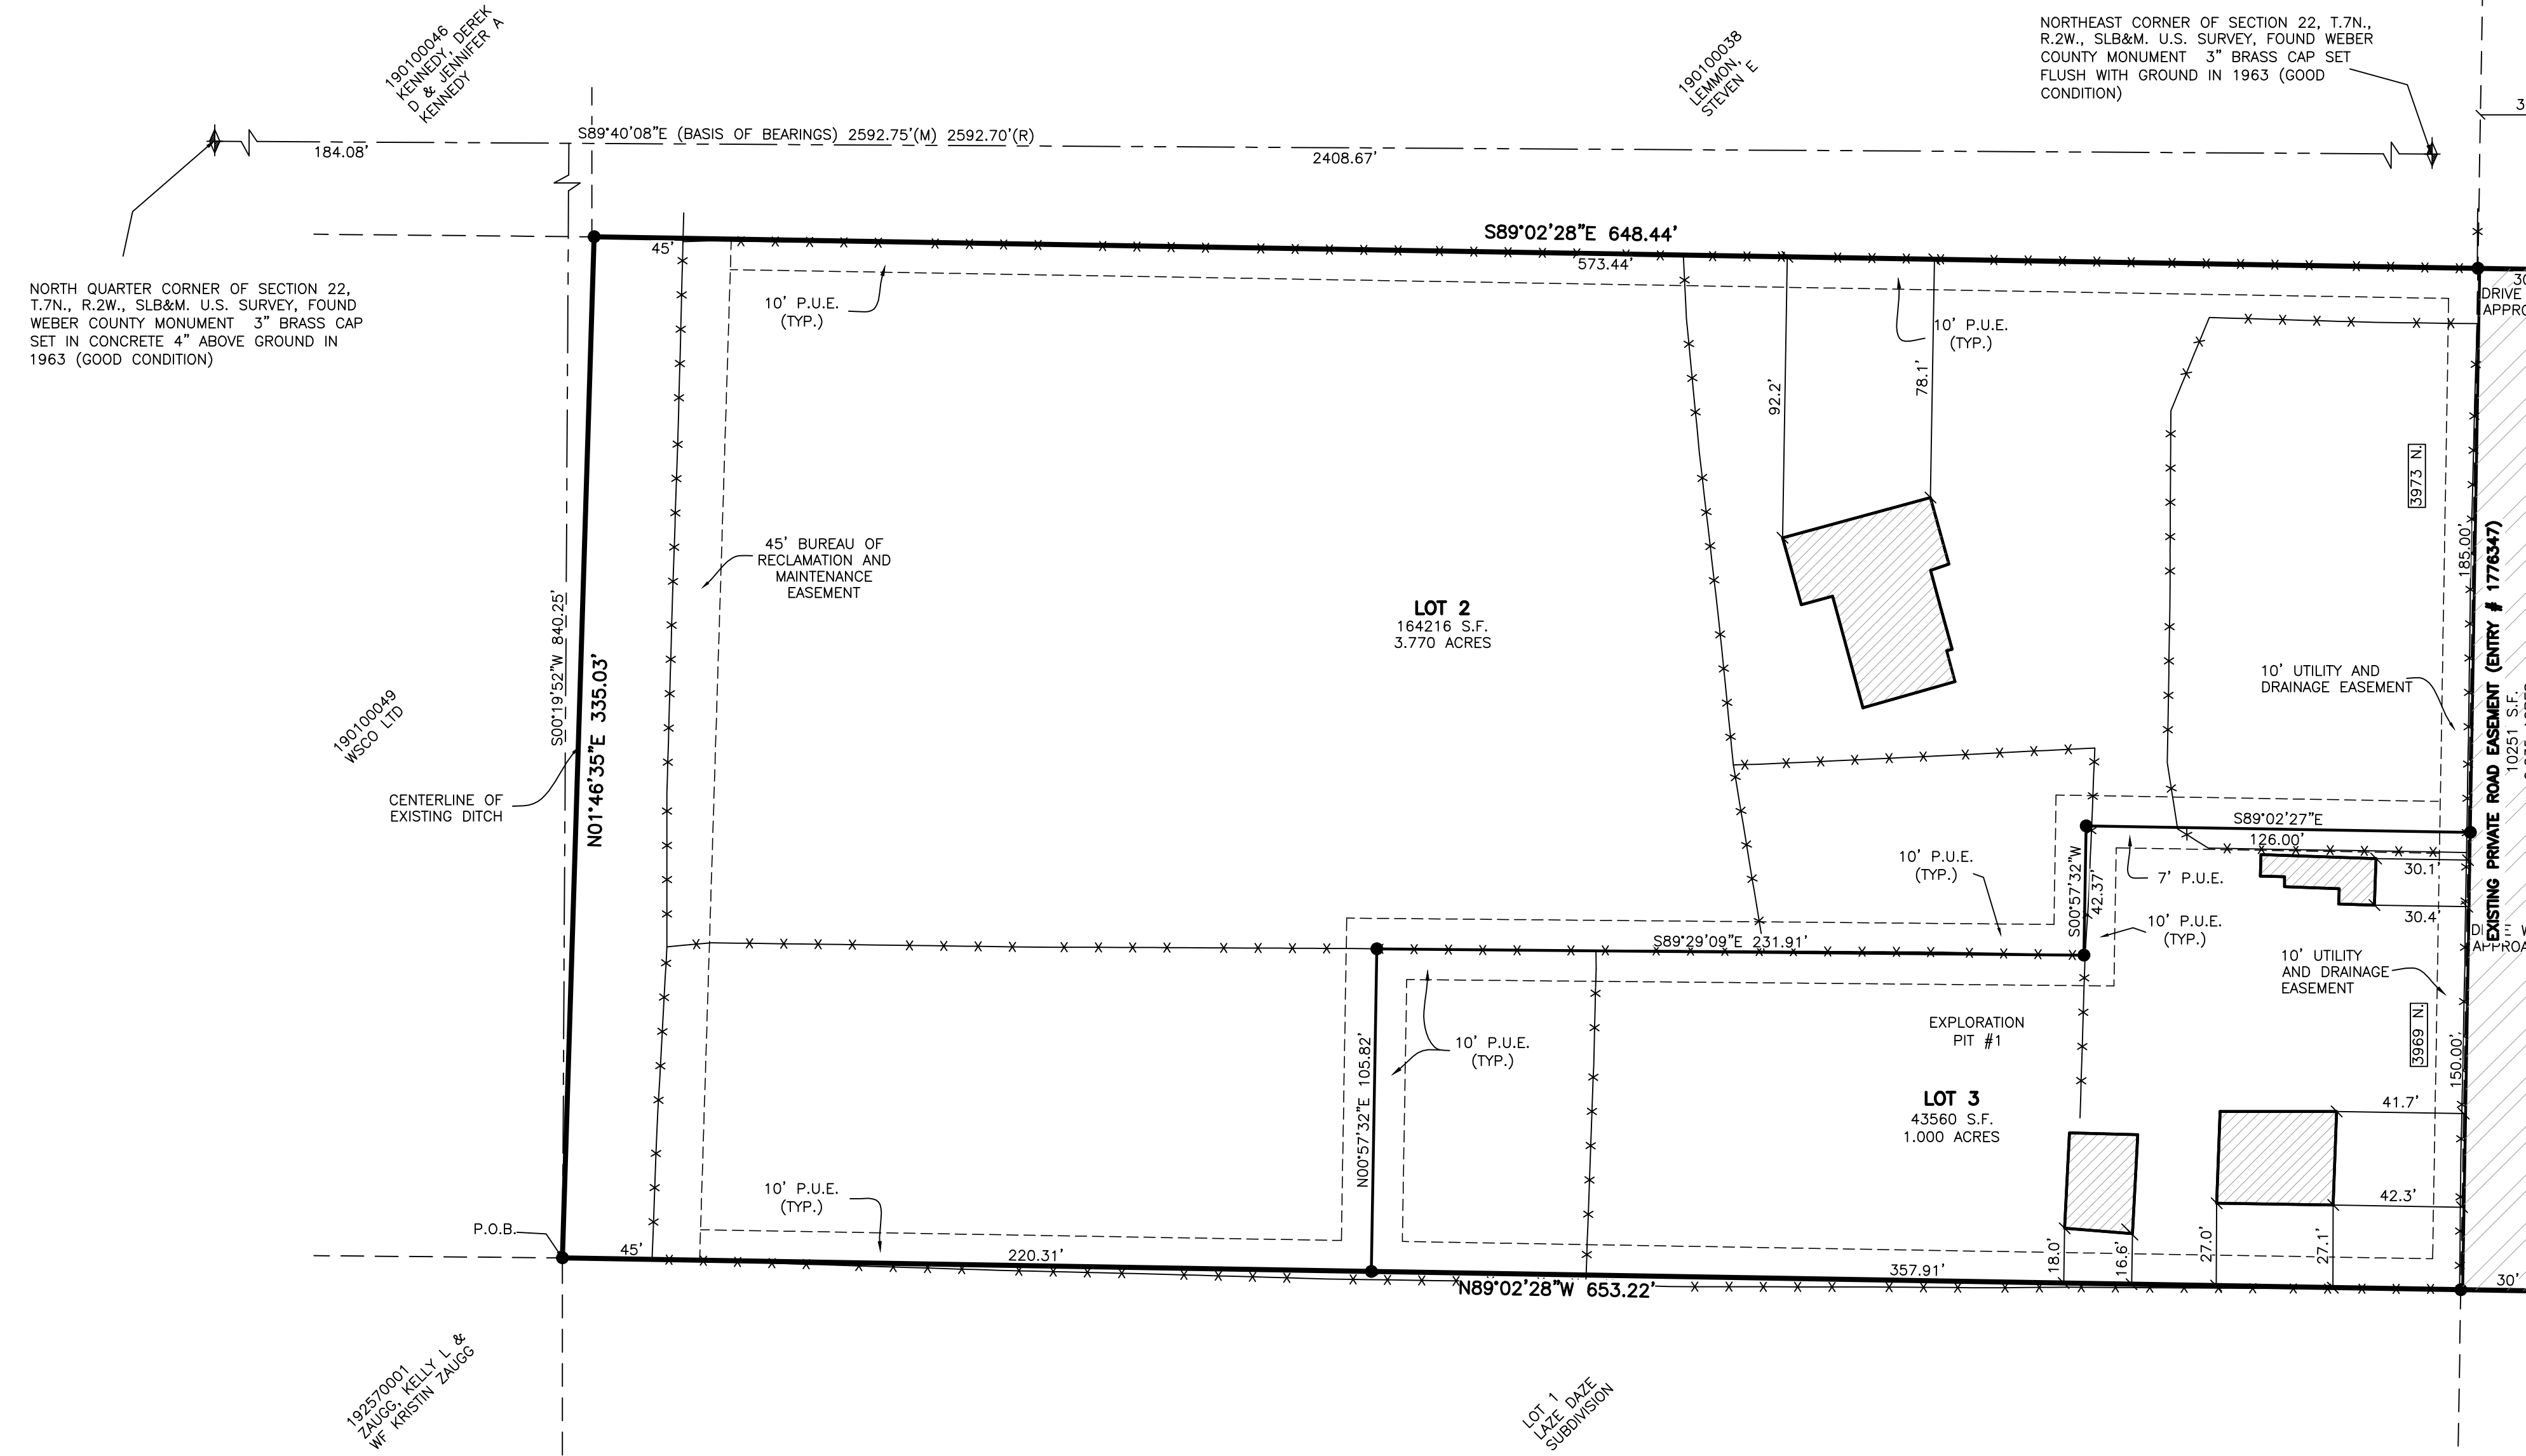 190100046
KENNEDY, DEREK
D & JENNIFER A
KENNEDY
190100038
LEMMON,
STEVEN E
NORTHEAST CORNER OF SECTION 22, T.7N.,
R.2W., SLB&M. U.S. SURVEY, FOUND WEBER
COUNTY MONUMENT 3" BRASS CAP SET
FLUSH WITH GROUND IN 1963 (GOOD
CONDITION)
S89°40'08"E (BASIS OF BEARINGS) 2592.75'(M) 2592.70'(R)
184.08'
2408.67'
S89°02'28"E 648.44'
45'
573.44'
NORTH QUARTER CORNER OF SECTION 22,
T.7N., R.2W., SLB&M. U.S. SURVEY, FOUND
WEBER COUNTY MONUMENT 3" BRASS CAP
SET IN CONCRETE 4" ABOVE GROUND IN
1963 (GOOD CONDITION)
10' P.U.E.
(TYP.)
10' P.U.E.
(TYP.)
DRIVE
92.2'
78.1'
3973 N.
185.00'
45' BUREAU OF
RECLAMATION AND
MAINTENANCE
EASEMENT
LOT 2
164216 S.F.
3.770 ACRES
S00°19'52"W 840.25'
N01°46'35"E 335.03'
10' UTILITY AND
DRAINAGE EASEMENT
EXISTING PRIVATE ROAD EASEMENT (ENTRY # 1776347)
10251 S.F.
190100049
WSCO LTD
CENTERLINE OF
EXISTING DITCH
S89°02'27"E
126.00'
30.1'
7' P.U.E.
30.4'
S00°57'32"W
42.37'
10' P.U.E.
(TYP.)
10' P.U.E.
(TYP.)
S89°29'09"E 231.91'
10' UTILITY
AND DRAINAGE
EASEMENT
EXPLORATION
PIT #1
3969 N.
150.00'
10' P.U.E.
(TYP.)
N00°57'32"E 105.82'
LOT 3
43560 S.F.
1.000 ACRES
41.7'
42.3'
10' P.U.E.
(TYP.)
P.O.B.
45'
220.31'
18.0'
16.6'
27.0'
27.1'
357.91'
N89°02'28"W 653.22'
30'
192570001
ZAUGG, KELLY L &
WF KRISTIN ZAUGG
LOT 1
LAZE DAZE
SUBDIVISION